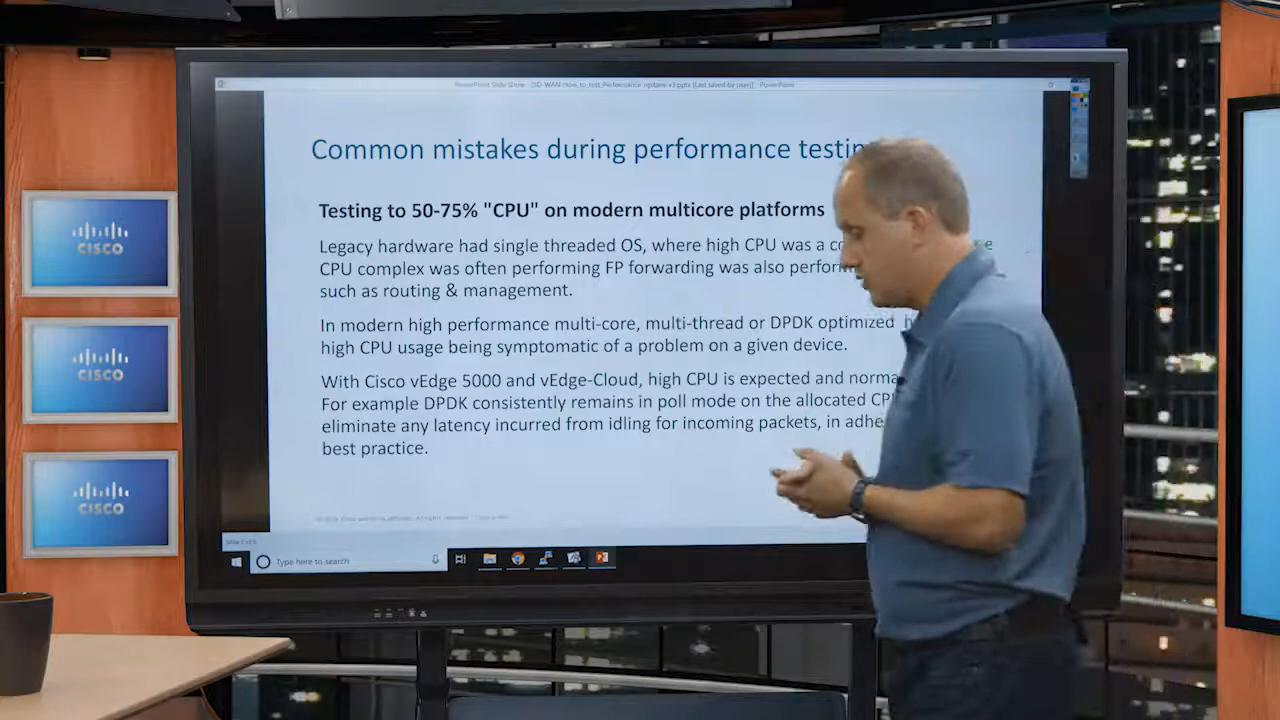 Common mistakes during performance testin
Testing to 50-75% "CPU" on modern multicore platforms
Legacy hardware had single threaded OS, where high CPU was a
CPU complex was often performing FP forwarding was also perform
such as routing & management.
In modern high performance multi-core, multi-thread or DPDK optimized
high CPU usage being symptomatic of a problem on a given device.
With Cisco vEdge 5000 and vEdge-Cloud, high CPU is expected and norma
For example DPDK consistently remains in poll mode on the allocated CP
eliminate any latency incurred from idling for incoming packets, in adhe
best practice.
Type here to search
CISCO
CISCO
CISCO